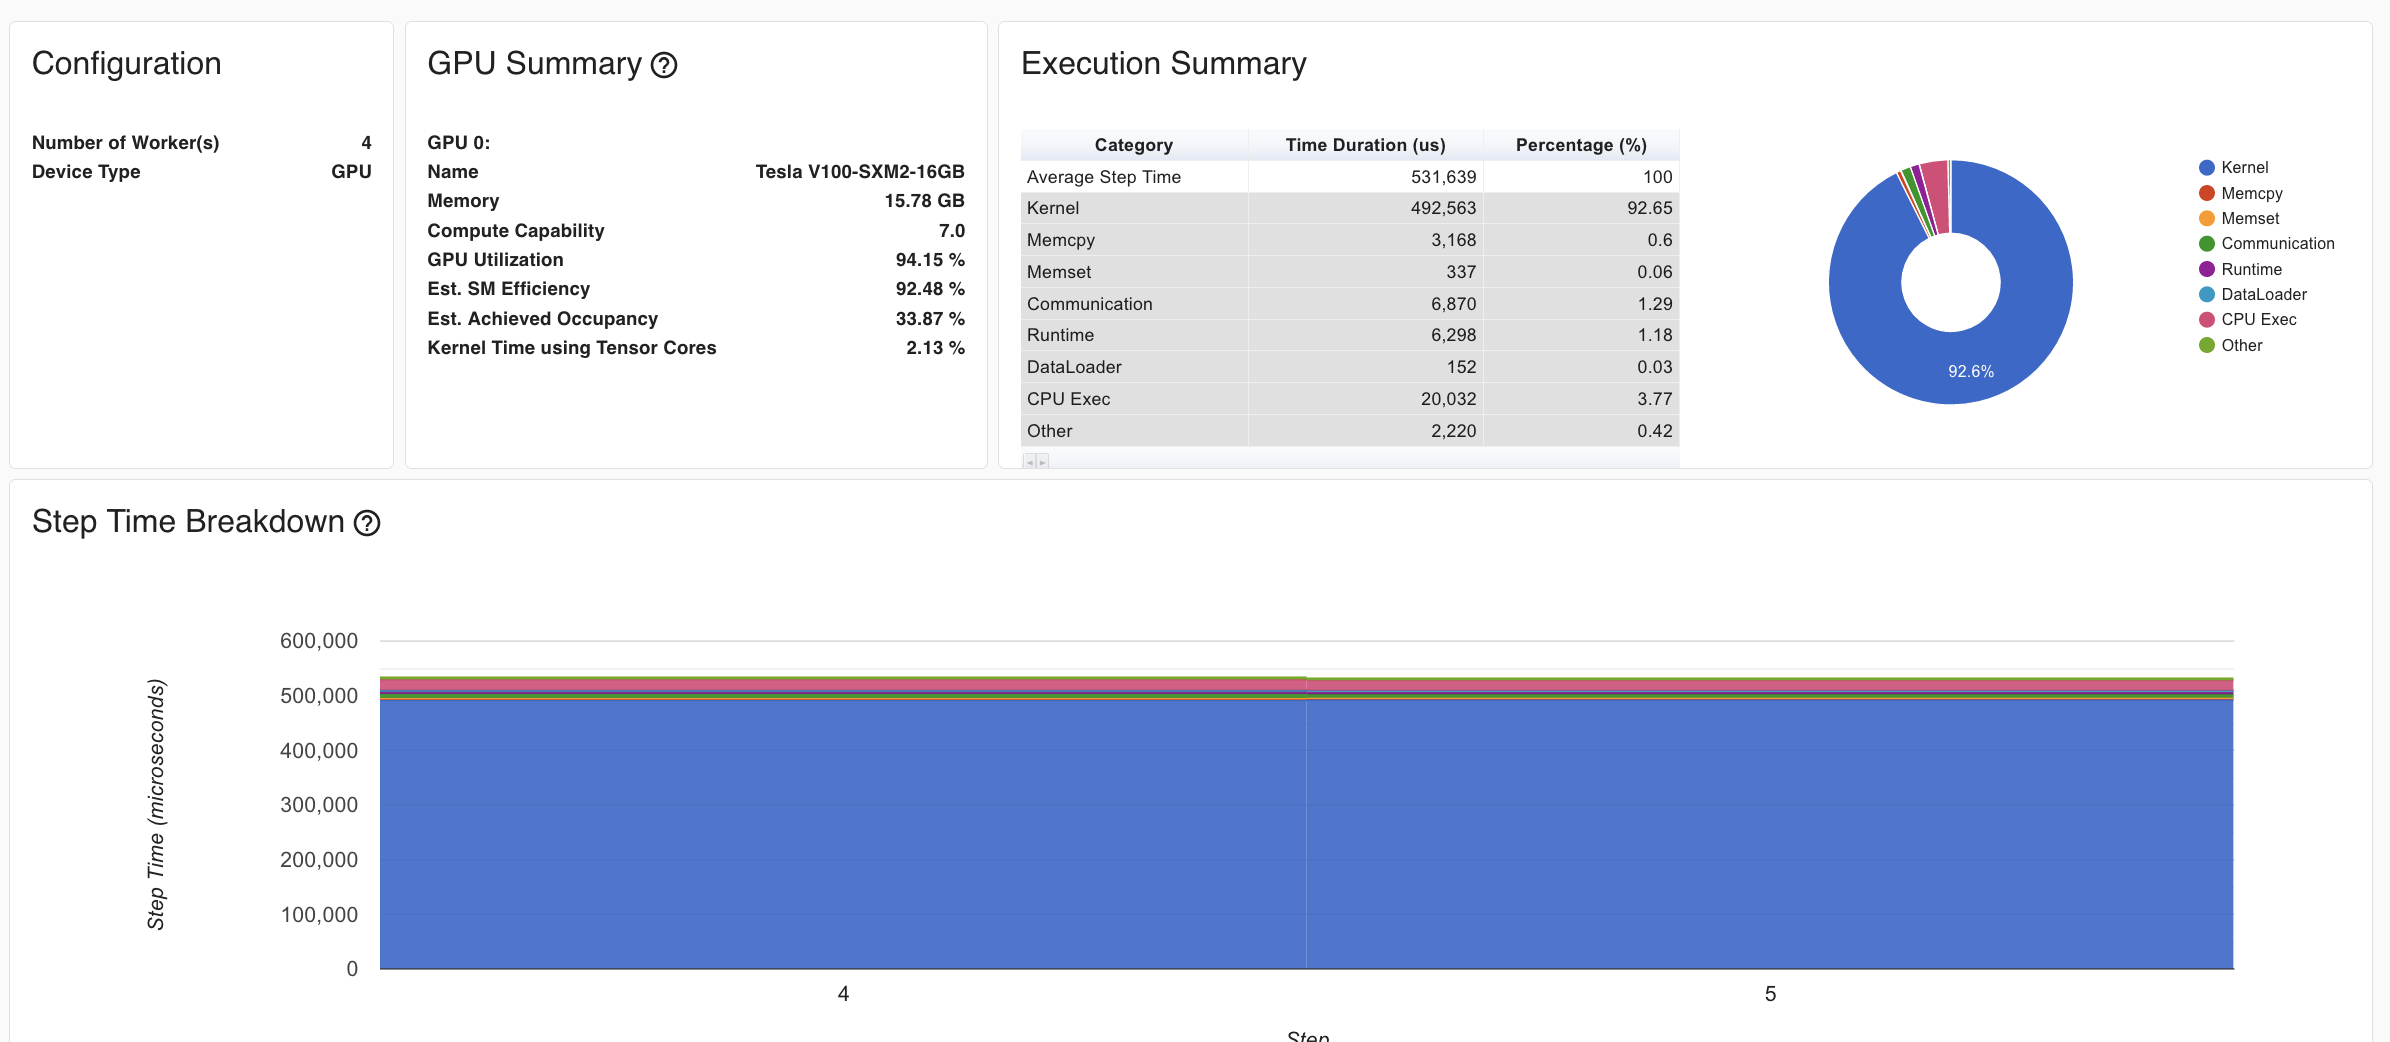 Configuration
Number of Worker(s) 4
Device Type GPU
GPU Summary ?
GPU 0:
Name Tesla V100-SXM2-16GB
Memory 15.78 GB
Compute Capability 7.0
GPU Utilization 94.15 %
Est. SM Efficiency 92.48 %
Est. Achieved Occupancy 33.87 %
Kernel Time using Tensor Cores 2.13 %
Execution Summary
Category Time Duration (us) Percentage (%)
Average Step Time 531,639 100
Kernel 492,563 92.65
Memcpy 3,168 0.6
Memset 337 0.06
Communication 6,870 1.29
Runtime 6,298 1.18
DataLoader 152 0.03
CPU Exec 20,032 3.77
Other 2,220 0.42
92.6%
Kernel
Memcpy
Memset
Communication
Runtime
DataLoader
CPU Exec
Other
Step Time Breakdown ?
Step Time (microseconds)
600,000
500,000
400,000
300,000
200,000
100,000
0
4 5
Step